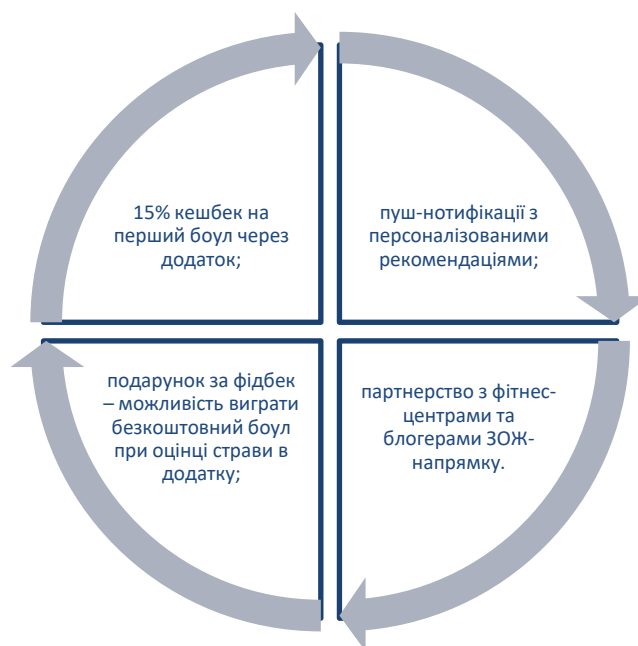 15% кешбек на
перший боул через
додаток;
пуш-нотифікації з
персоналізованими
рекомендаціями;
подарунок за фідбек
– можливість виграти
безкоштовний боул
при оцінці страви в
додатку;
партнерство з фітнес-
центрами та
блогерами ЗОЖ-
напрямку.